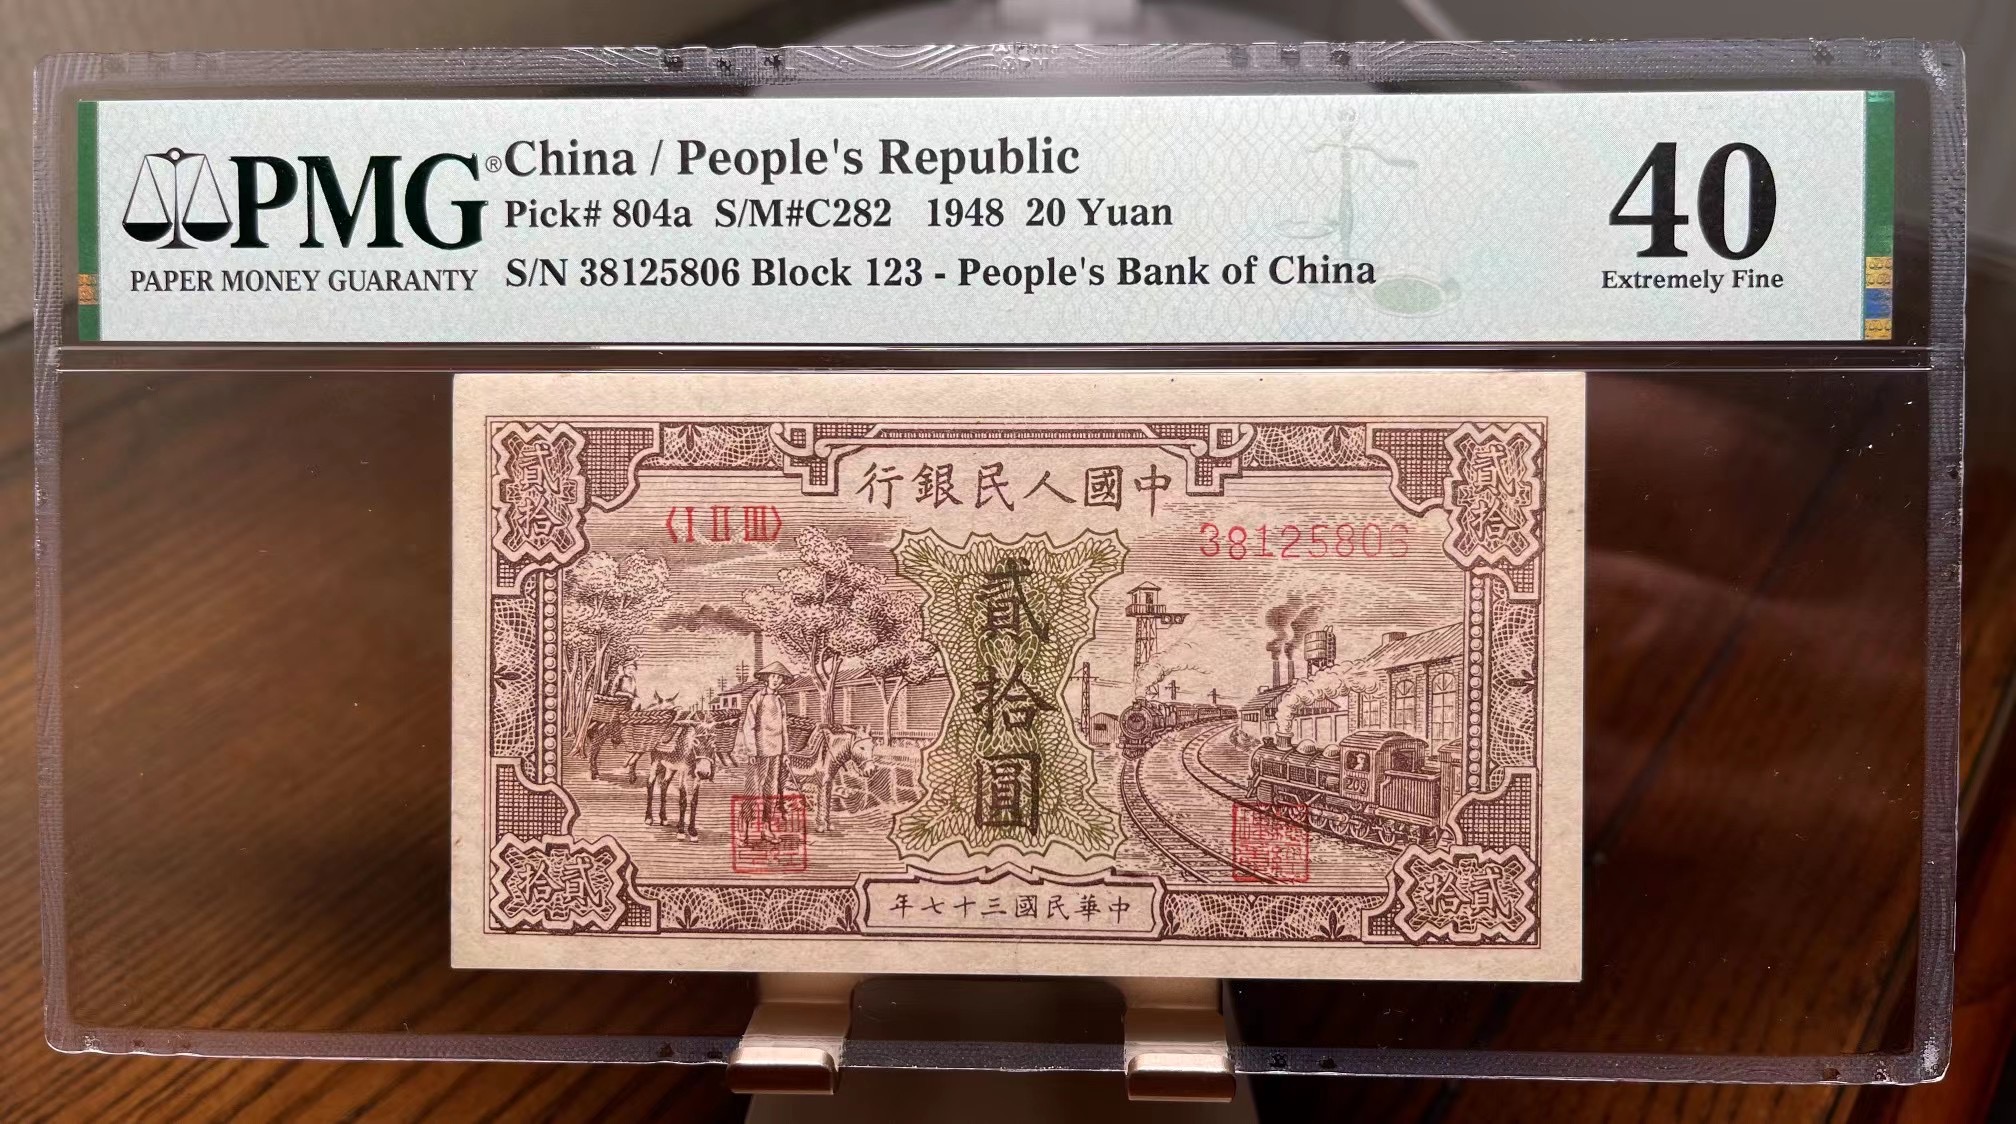 PMG®
PAPER MONEY GUARANTY
China / People's Republic
Pick# 804a S/M#C282 1948 20 Yuan
S/N 38125806 Block 123 - People's Bank of China
40
Extremely Fine
行銀民人國中
貳拾
貳拾
〈I II III〉
38125806
貳拾圓
209
拾貳
拾貳
年七十三國民華中